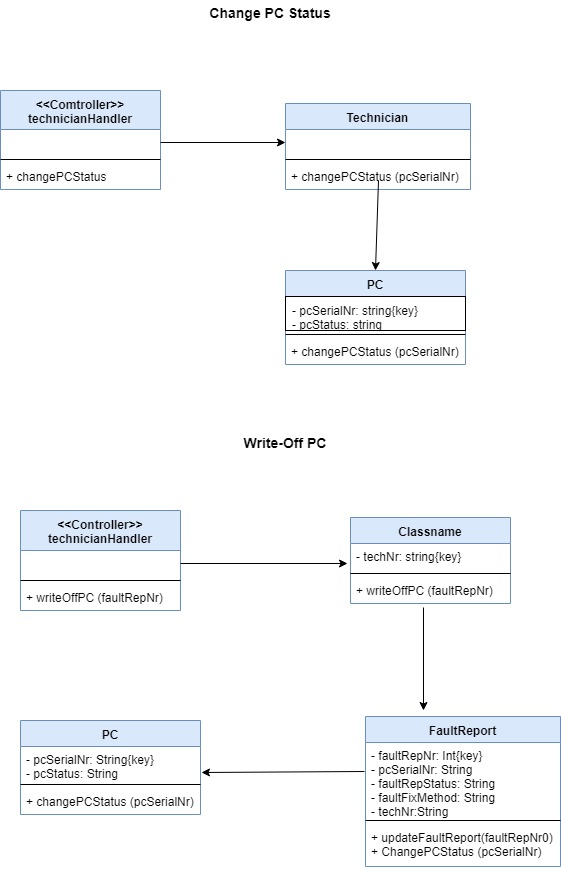 Change PC Status
<<Comtroller>>
technicianHandler
+ changePCStatus
Technician
+ changePCStatus (pcSerialNr)
PC
- pcSerialNr: string{key}
- pcStatus: string
+ changePCStatus (pcSerialNr)
Write-Off PC
<<Controller>>
technicianHandler
+ writeOffPC (faultRepNr)
Classname
- techNr: string{key}
+ writeOffPC (faultRepNr)
PC
- pcSerialNr: String{key}
- pcStatus: String
+ changePCStatus (pcSerialNr)
FaultReport
- faultRepNr: Int{key}
- pcSerialNr: String
- faultRepStatus: String
- faultFixMethod: String
- techNr:String
+ updateFaultReport(faultRepNr0)
+ ChangePCStatus (pcSerialNr)